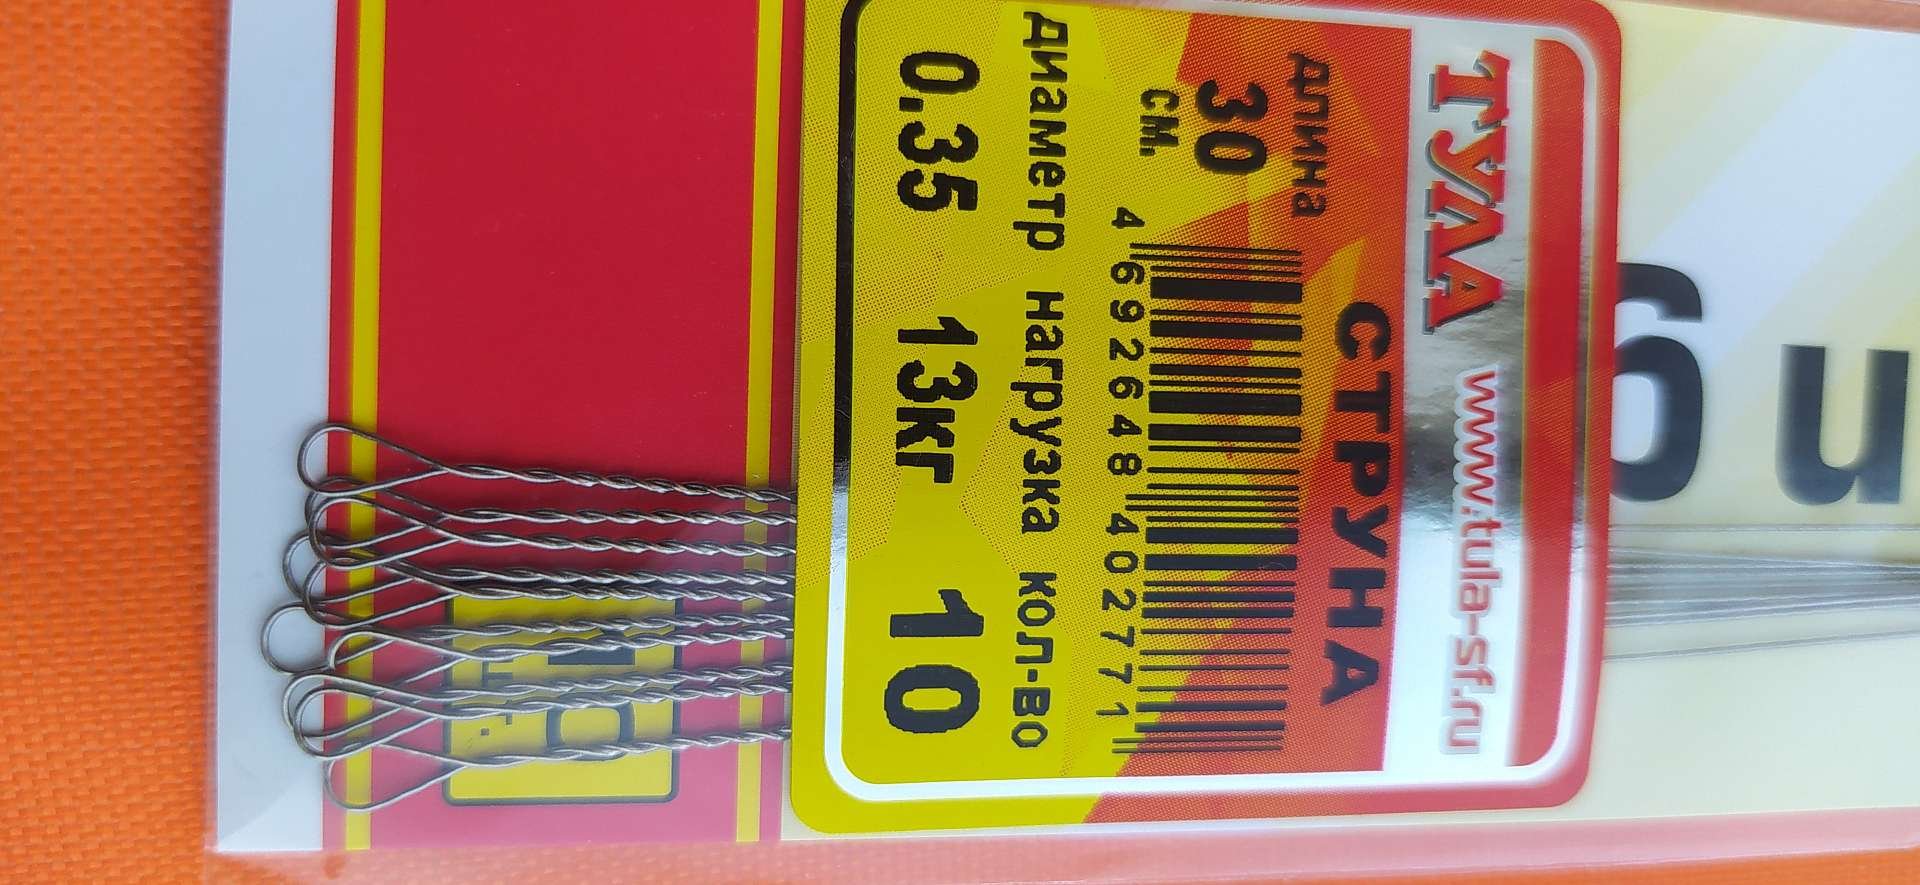 ТУЛА www.tula-sf.ru
СТРУНА
длина
30
см.
4 692648 402771
диаметр нагрузка кол-во
0.35 13кг 10
10